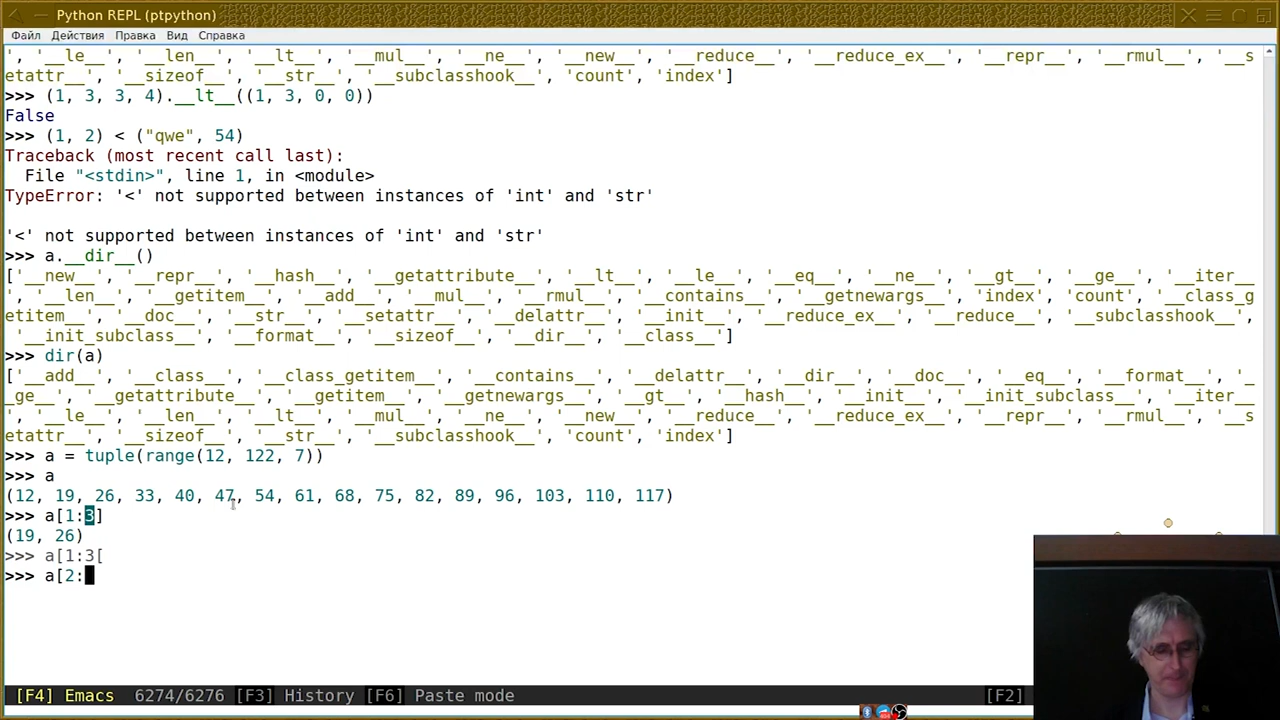 Python REPL (ptpython)
Файл Действия Правка Вид Справка
', '__le__', '__len__', '__lt__', '__mul__', '__ne__', '__new__', '__reduce__', '__reduce_ex__', '__repr__', '__rmul__', '__s
etattr__', '__sizeof__', '__str__', '__subclasshook__', 'count', 'index']
>>> (1, 3, 3, 4).__lt__((1, 3, 0, 0))
False
>>> (1, 2) < ("qwe", 54)
Traceback (most recent call last):
  File "<stdin>", line 1, in <module>
TypeError: '<' not supported between instances of 'int' and 'str'
'<' not supported between instances of 'int' and 'str'
>>> a.__dir__()
['__new__', '__repr__', '__hash__', '__getattribute__', '__lt__', '__le__', '__eq__', '__ne__', '__gt__', '__ge__', '__iter__
', '__len__', '__getitem__', '__add__', '__mul__', '__rmul__', '__contains__', '__getnewargs__', 'index', 'count', '__class_g
etitem__', '__doc__', '__str__', '__setattr__', '__delattr__', '__init__', '__reduce_ex__', '__reduce__', '__subclasshook__',
'__init_subclass__', '__format__', '__sizeof__', '__dir__', '__class__']
>>> dir(a)
['__add__', '__class__', '__class_getitem__', '__contains__', '__delattr__', '__dir__', '__doc__', '__eq__', '__format__', '_
_ge__', '__getattribute__', '__getitem__', '__getnewargs__', '__gt__', '__hash__', '__init__', '__init_subclass__', '__iter__
', '__le__', '__len__', '__lt__', '__mul__', '__ne__', '__new__', '__reduce__', '__reduce_ex__', '__repr__', '__rmul__', '__s
etattr__', '__sizeof__', '__str__', '__subclasshook__', 'count', 'index']
>>> a = tuple(range(12, 122, 7))
>>> a
(12, 19, 26, 33, 40, 47, 54, 61, 68, 75, 82, 89, 96, 103, 110, 117)
>>> a[1:3]
(19, 26)
>>> a[1:3[
>>> a[2:
[F4] Emacs 6274/6276 [F3] History [F6] Paste mode [F2]